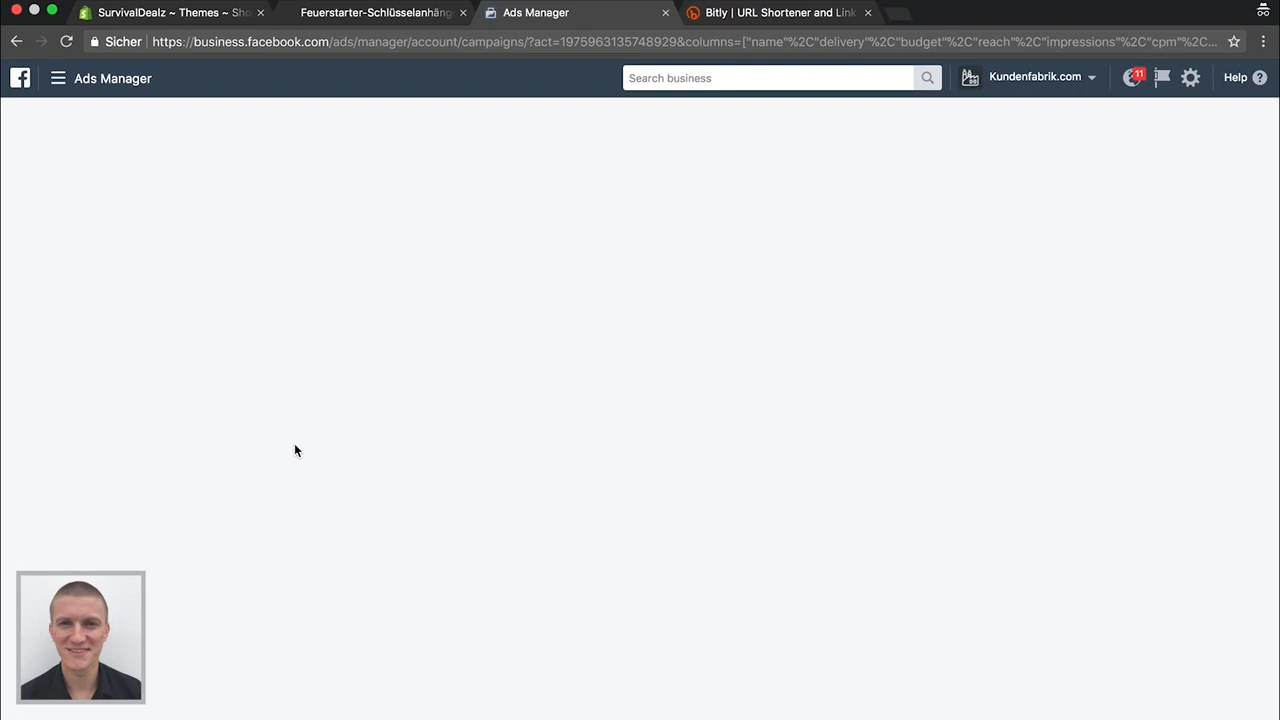 SurvivalDealz ~ Themes ~ Sho
Feuerstarter-Schlüsselanhäng
Ads Manager
Bitly | URL Shortener and Link
Sicher
https://business.facebook.com/ads/manager/account/campaigns/?act=1975963135748929&columns=["name"%2C"delivery"%2C"budget"%2C"reach"%2C"impressions"%2C"cpm"%2C...
Ads Manager
Search business
Kundenfabrik.com
11
Help